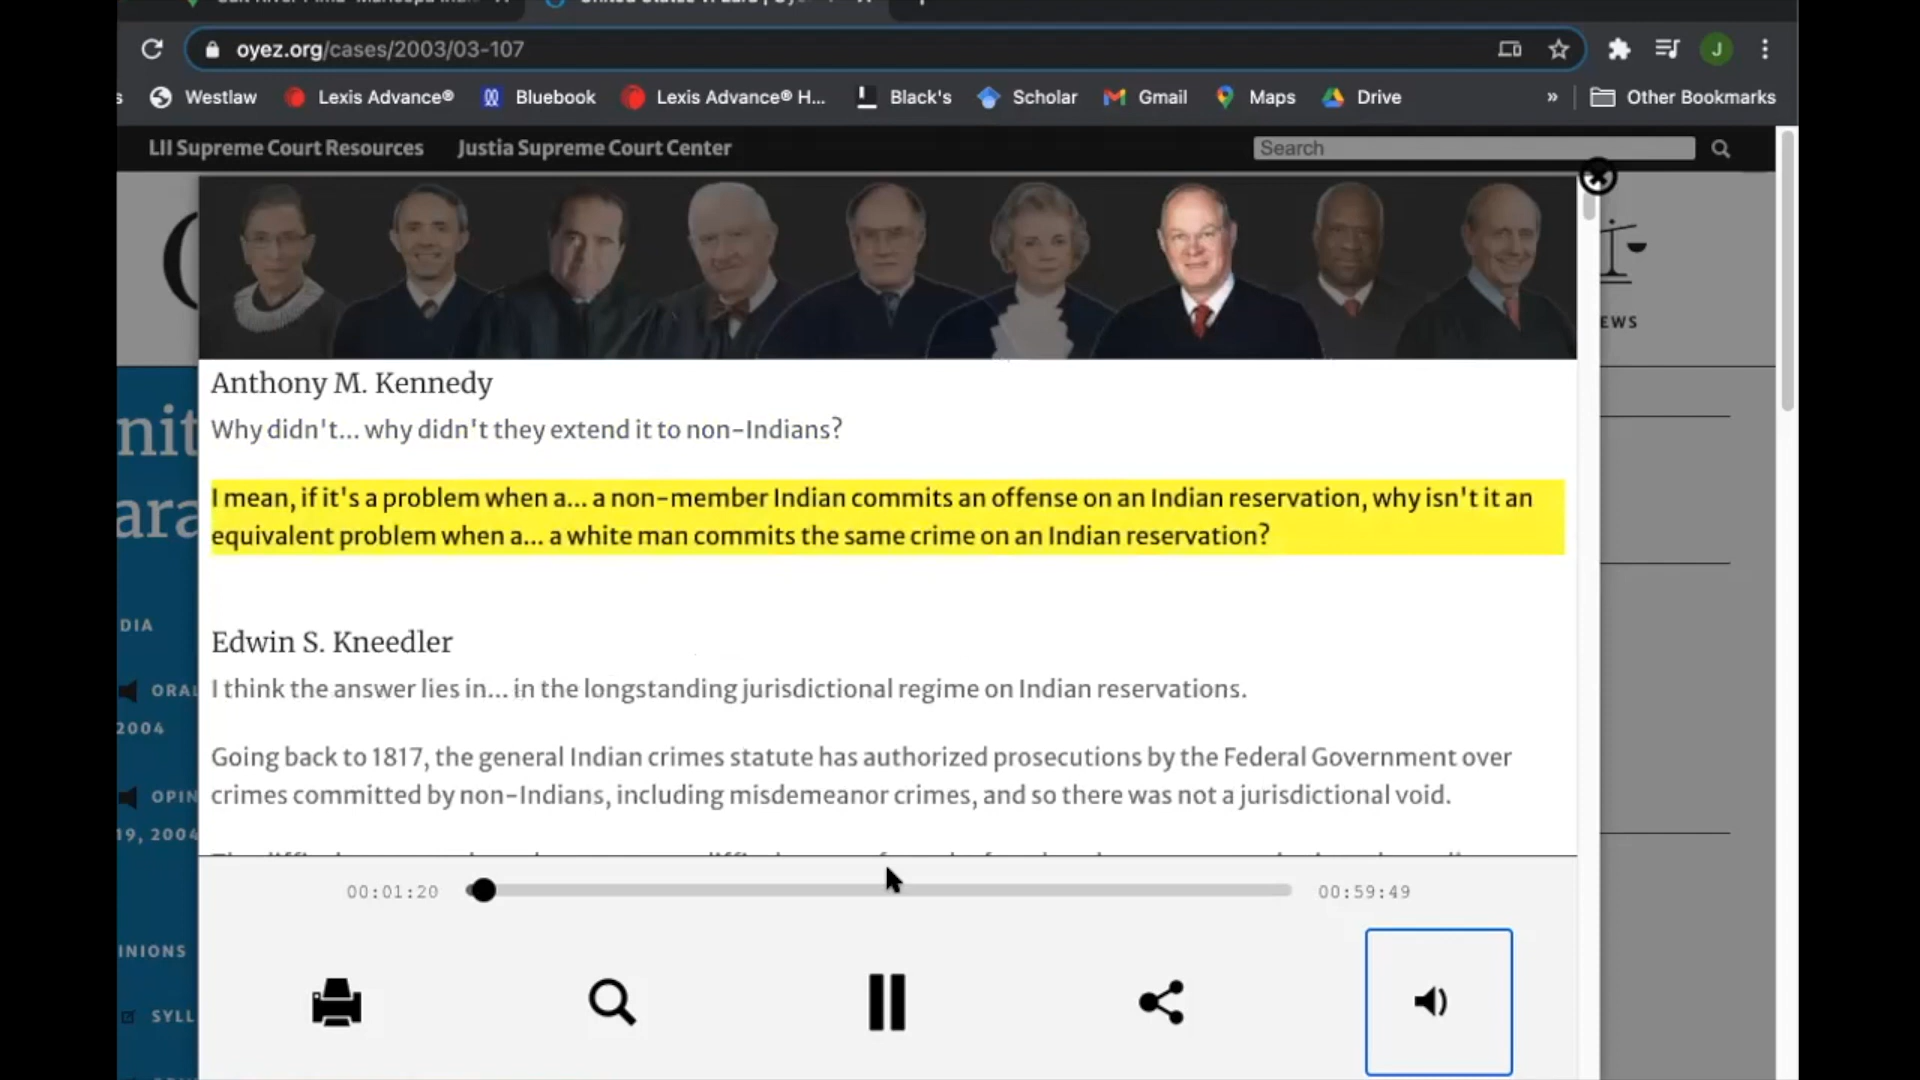 oyez.org/cases/2003/03-107
J
Westlaw Lexis Advance® Bluebook Lexis Advance® H... Black's Scholar Gmail Maps Drive » Other Bookmarks
LII Supreme Court Resources Justia Supreme Court Center Search
EWS
Anthony M. Kennedy
Why didn't... why didn't they extend it to non-Indians?
I mean, if it's a problem when a... a non-member Indian commits an offense on an Indian reservation, why isn't it an
equivalent problem when a... a white man commits the same crime on an Indian reservation?
nit
ara
Edwin S. Kneedler
I think the answer lies in... in the longstanding jurisdictional regime on Indian reservations.
Going back to 1817, the general Indian crimes statute has authorized prosecutions by the Federal Government over
crimes committed by non-Indians, including misdemeanor crimes, and so there was not a jurisdictional void.
DIA
ORAL
2004
OPIN
19, 2004
INIONS
SYLL
00:01:20 00:59:49